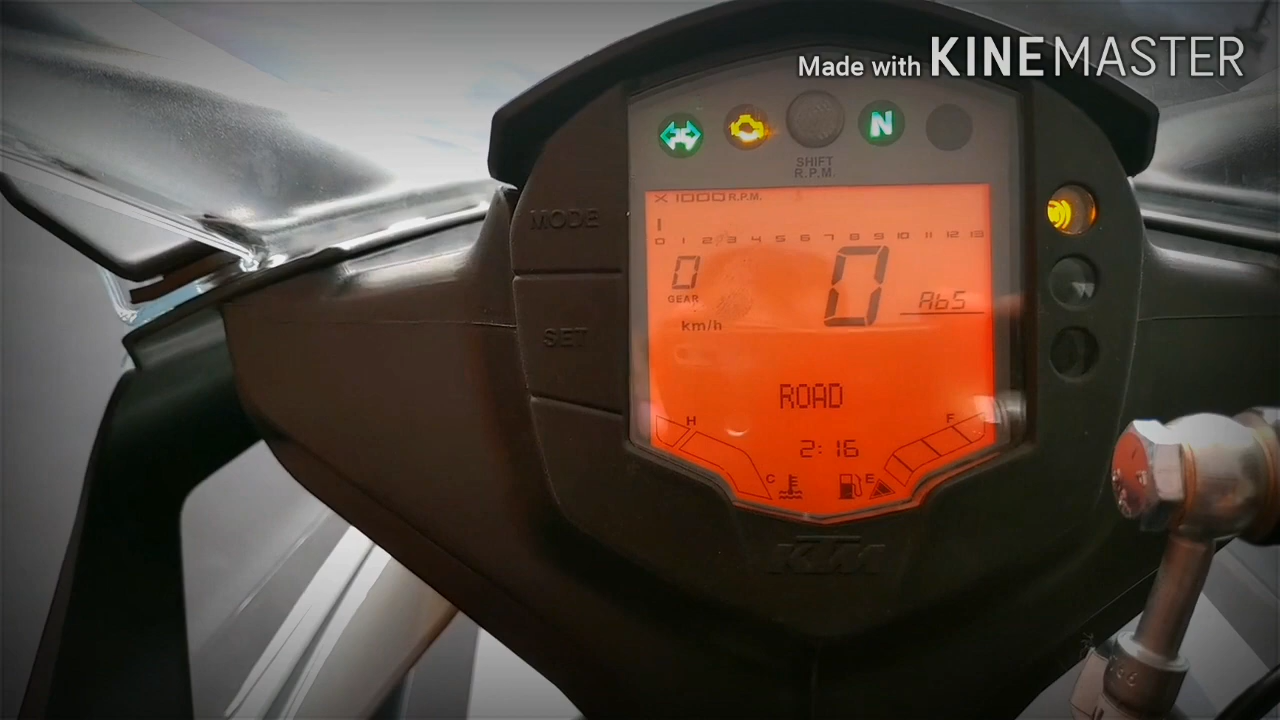 Made with KINEMASTER
N
SHIFT
R.P.M.
MODE
X 1000 R.P.M.
0 1 2 3 4 5 6 7 8 9 10 11 12 13
0
GEAR
0
AbS
km/h
SET
ROAD
H
F
2:16
C
E
KTM